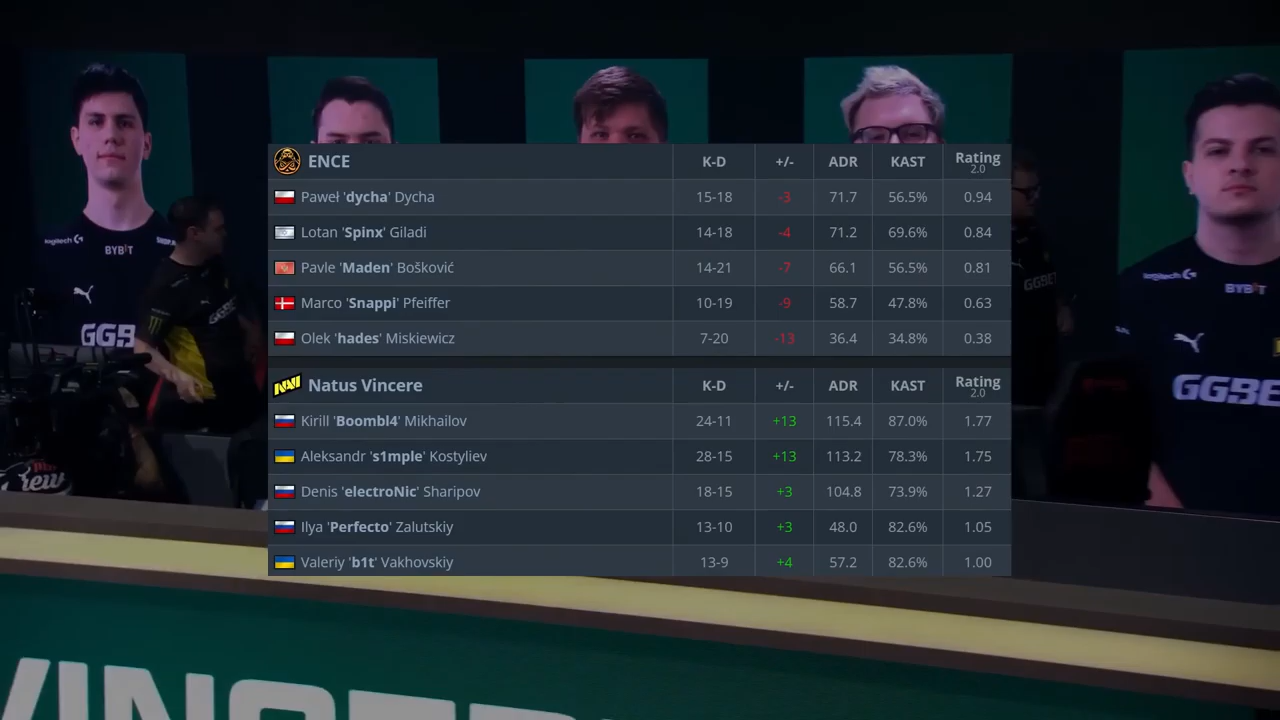 ENCE K-D +/- ADR KAST Rating 2.0
Paweł 'dycha' Dycha 15-18 -3 71.7 56.5% 0.94
Lotan 'Spinx' Giladi 14-18 -4 71.2 69.6% 0.84
Pavle 'Maden' Bošković 14-21 -7 66.1 56.5% 0.81
Marco 'Snappi' Pfeiffer 10-19 -9 58.7 47.8% 0.63
Olek 'hades' Miskiewicz 7-20 -13 36.4 34.8% 0.38
Natus Vincere K-D +/- ADR KAST Rating 2.0
Kirill 'Boombl4' Mikhailov 24-11 +13 115.4 87.0% 1.77
Aleksandr 's1mple' Kostyliev 28-15 +13 113.2 78.3% 1.75
Denis 'electroNic' Sharipov 18-15 +3 104.8 73.9% 1.27
Ilya 'Perfecto' Zalutskiy 13-10 +3 48.0 82.6% 1.05
Valeriy 'b1t' Vakhovskiy 13-9 +4 57.2 82.6% 1.00
logitech G
BYBIT
GGB
GGBET
logitech G
BYBIT
GGBE
rew